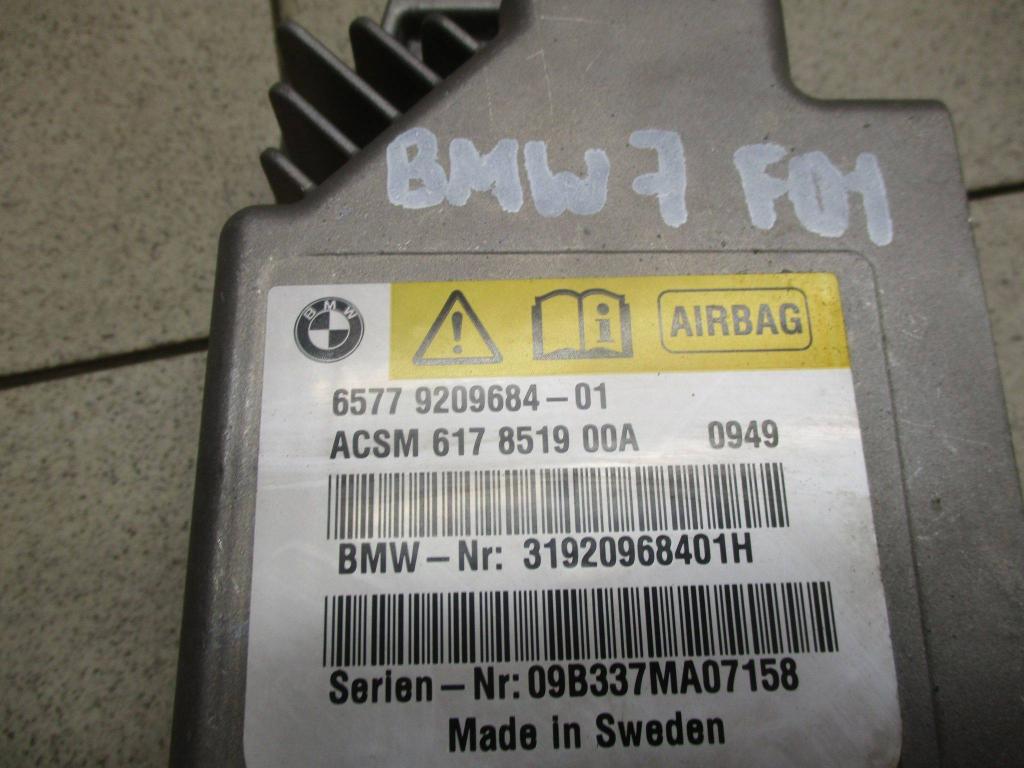 BMW 7 F01
BMW
AIRBAG
6577 9209684-01
ACSM 617 8519 00A 0949
BMW-Nr: 31920968401H
Serien-Nr: 09B337MA07158
Made in Sweden